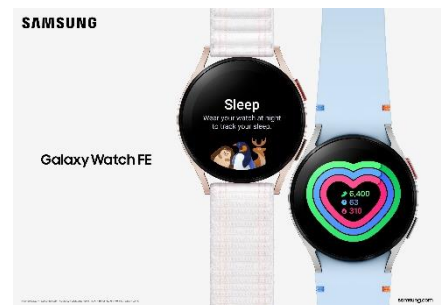 SAMSUNG
Galaxy Watch FE
Sleep
Wear your watch at night
to track your sleep.
6,400
63
310
samsung.com